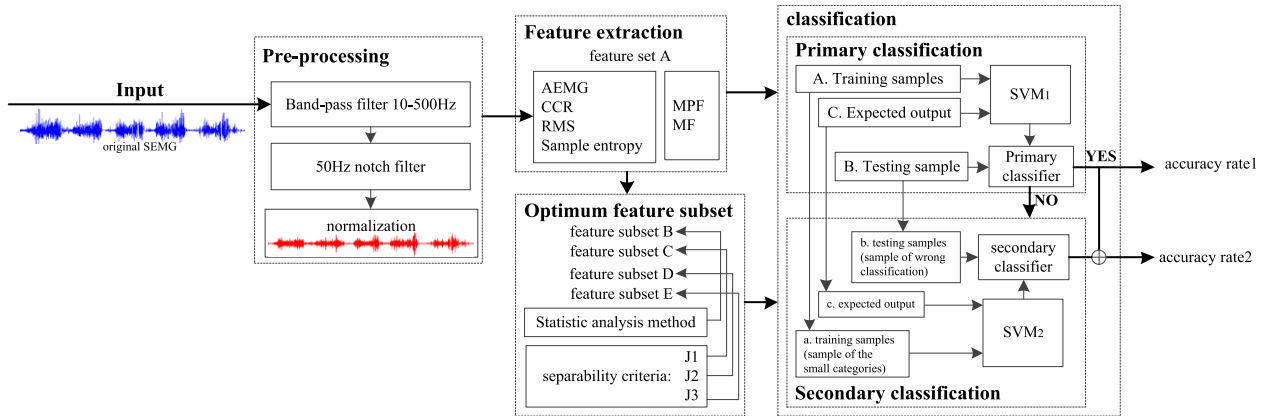 Input
original SEMG
Pre-processing
Band-pass filter 10-500Hz
50Hz notch filter
normalization
Feature extraction
feature set A
AEMG
CCR
RMS
Sample entropy
MPF
MF
Optimum feature subset
feature subset B
feature subset C
feature subset D
feature subset E
Statistic analysis method
separability criteria:
J1
J2
J3
classification
Primary classification
A. Training samples
C. Expected output
SVM1
B. Testing sample
Primary
classifier
YES
accuracy rate1
NO
b. testing samples
(sample of wrong
classification)
secondary
classifier
accuracy rate2
c. expected output
SVM2
a. training samples
(sample of the
small categories)
Secondary classification